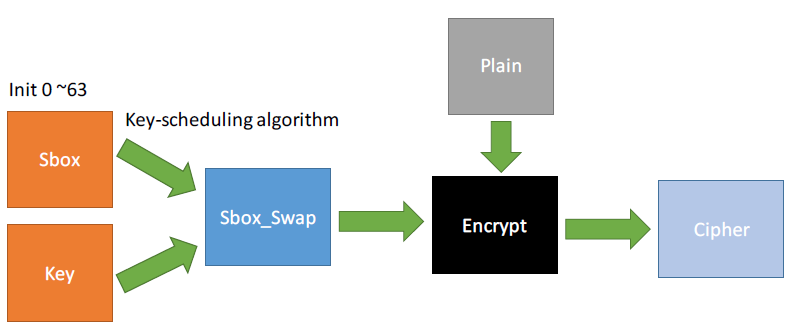 Plain
Init 0 ~63
Key-scheduling algorithm
Sbox
Sbox_Swap
Encrypt
Cipher
Key